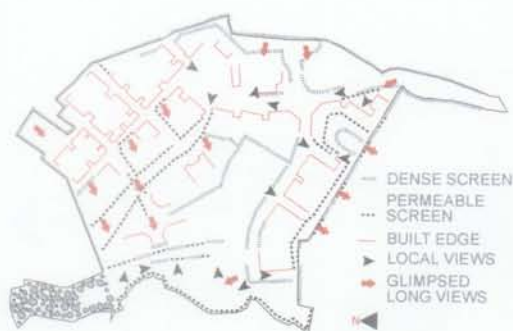 DENSE SCREEN
PERMEABLE
SCREEN
BUILT EDGE
LOCAL VIEWS
GLIMPSED
LONG VIEWS
N